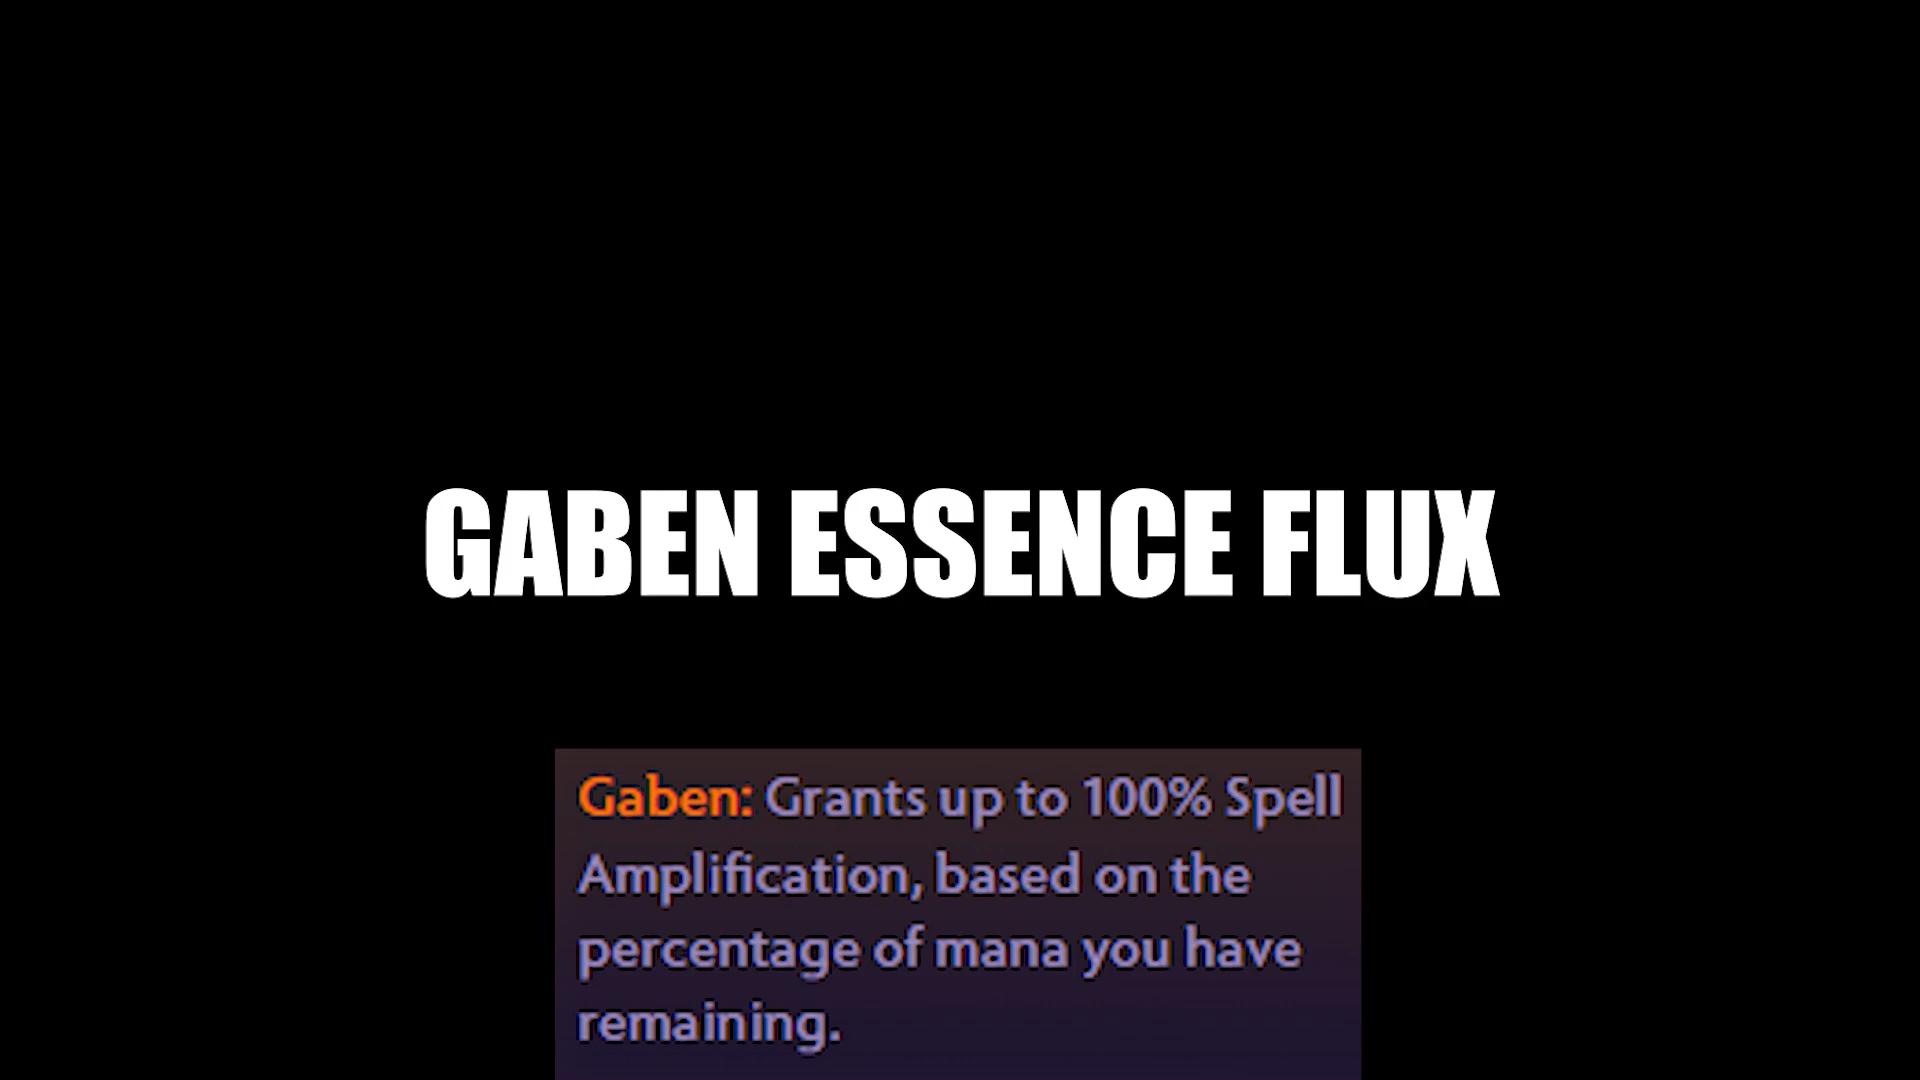 GABEN ESSENCE FLUX
Gaben: Grants up to 100% Spell
Amplification, based on the
percentage of mana you have
remaining.